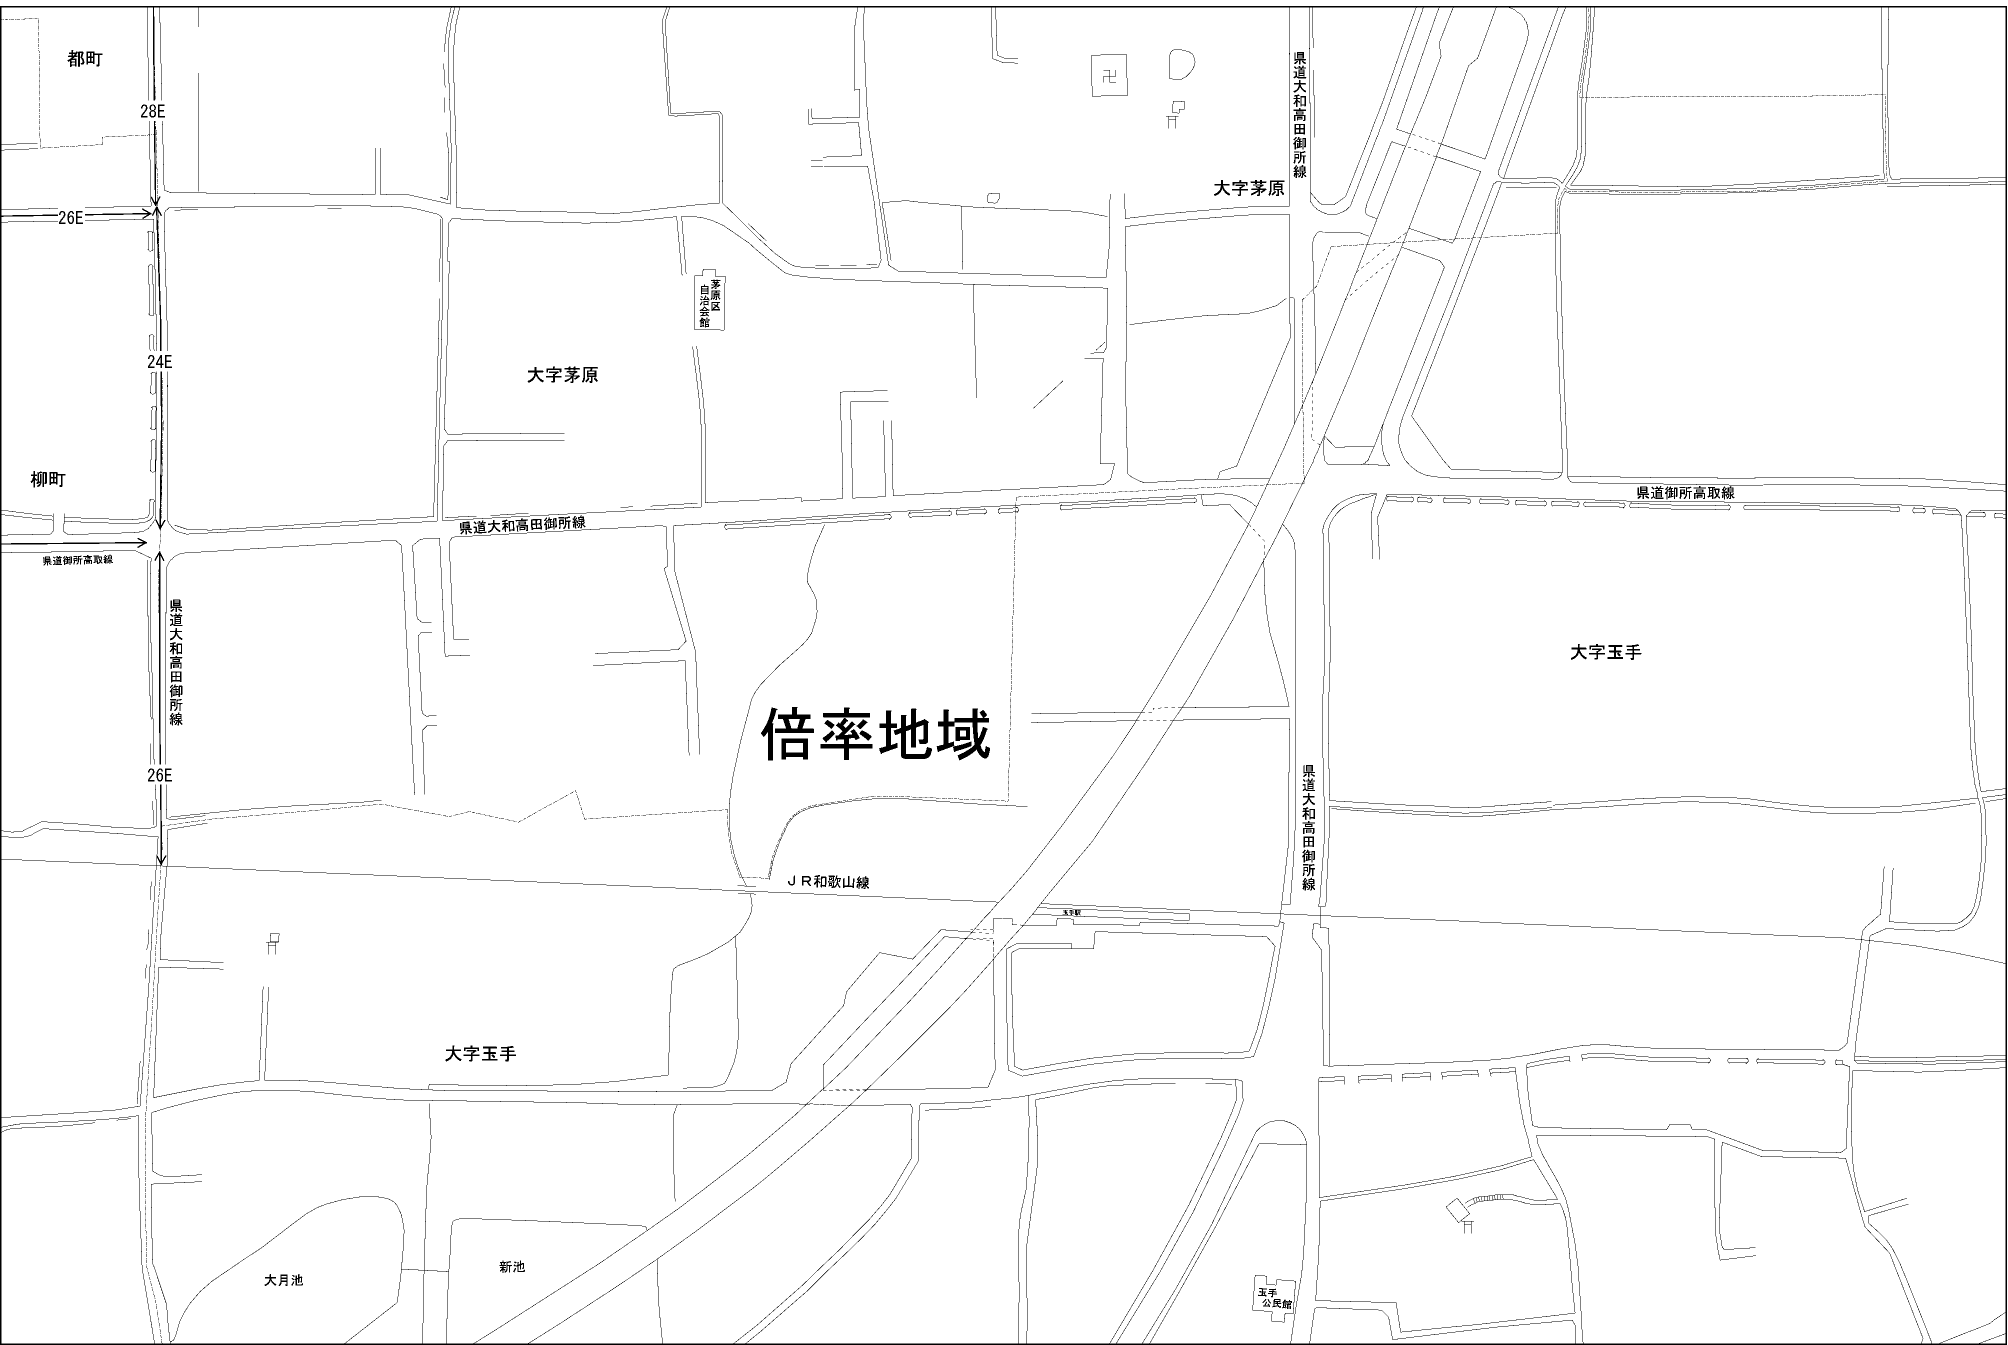 都町
28E
県道大和高田御所線
大字茅原
26E
茅原区
自治会館
24E
大字茅原
柳町
県道御所高取線
県道大和高田御所線
県道御所高取線
県道大和高田御所線
大字玉手
倍率地域
26E
県道大和高田御所線
JR和歌山線
玉手駅
大字玉手
大月池
新池
玉手
公民館